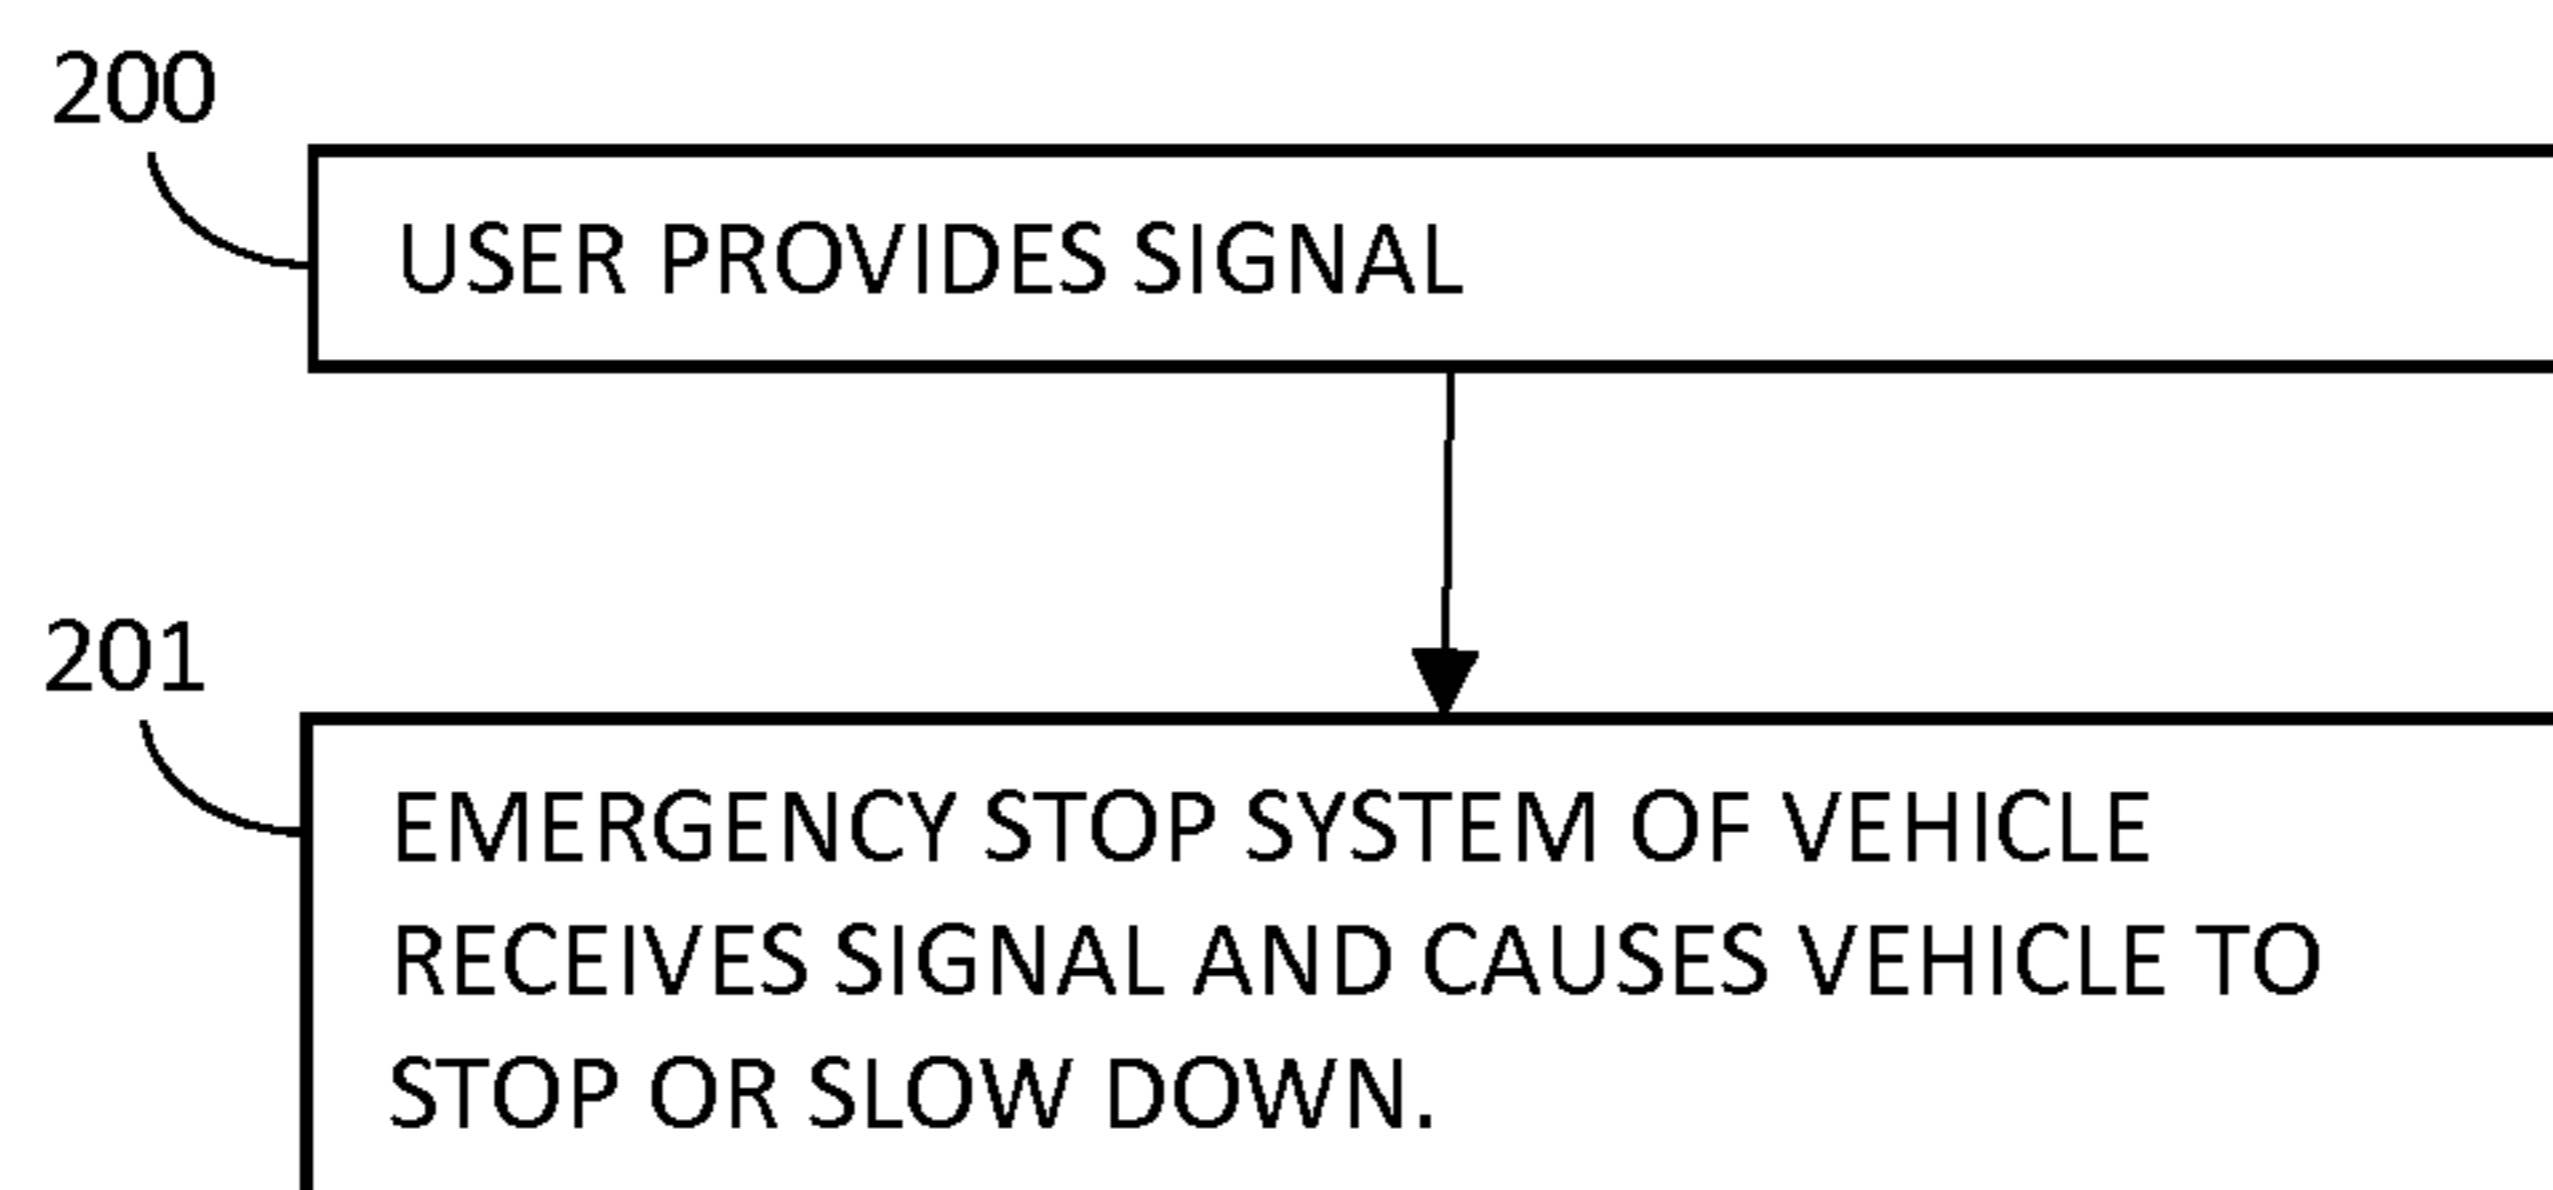 200
USER PROVIDES SIGNAL
201
EMERGENCY STOP SYSTEM OF VEHICLE
RECEIVES SIGNAL AND CAUSES VEHICLE TO
STOP OR SLOW DOWN.